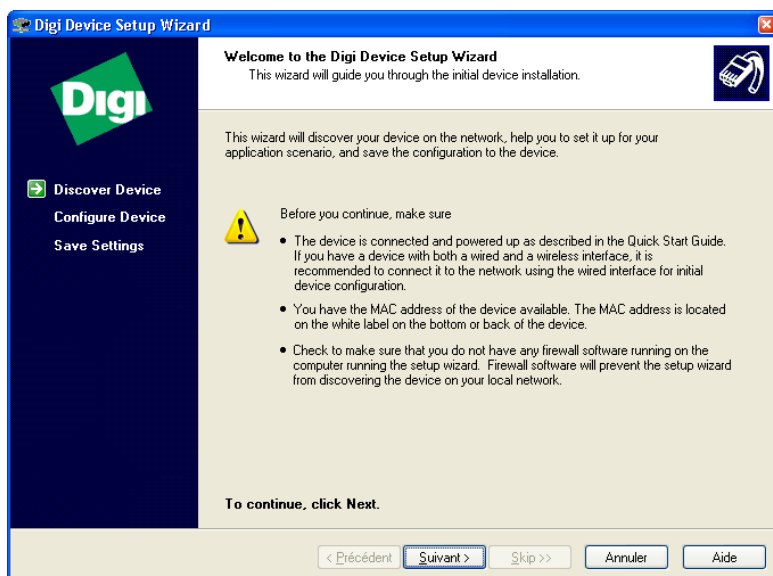 Digi Device Setup Wizard
Digi
Discover Device
Configure Device
Save Settings
Welcome to the Digi Device Setup Wizard
This wizard will guide you through the initial device installation.
This wizard will discover your device on the network, help you to set it up for your
application scenario, and save the configuration to the device.
Before you continue, make sure
• The device is connected and powered up as described in the Quick Start Guide.
If you have a device with both a wired and a wireless interface, it is
recommended to connect it to the network using the wired interface for initial
device configuration.
• You have the MAC address of the device available. The MAC address is located
on the white label on the bottom or back of the device.
• Check to make sure that you do not have any firewall software running on the
computer running the setup wizard. Firewall software will prevent the setup wizard
from discovering the device on your local network.
To continue, click Next.
< Précédent Suivant > Skip >> Annuler Aide